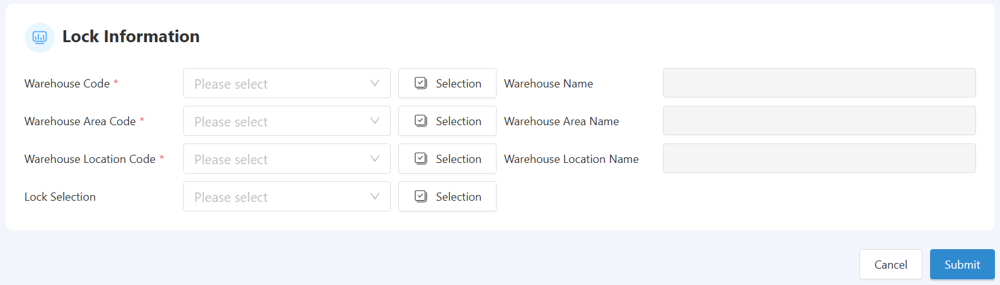 Lock Information
Warehouse Code * Please select Selection Warehouse Name
Warehouse Area Code * Please select Selection Warehouse Area Name
Warehouse Location Code * Please select Selection Warehouse Location Name
Lock Selection Please select Selection
Cancel Submit